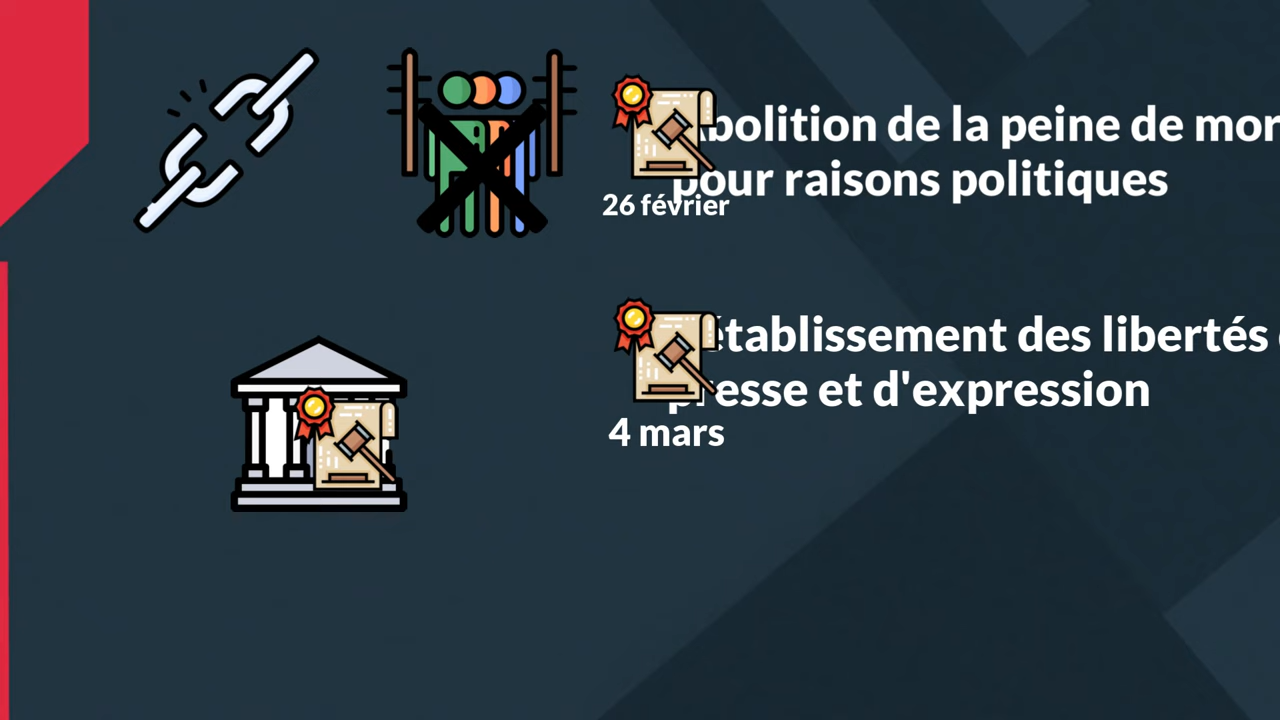 bolition de la peine de mor
pour raisons politiques
26 février
établissement des libertés
presse et d'expression
4 mars